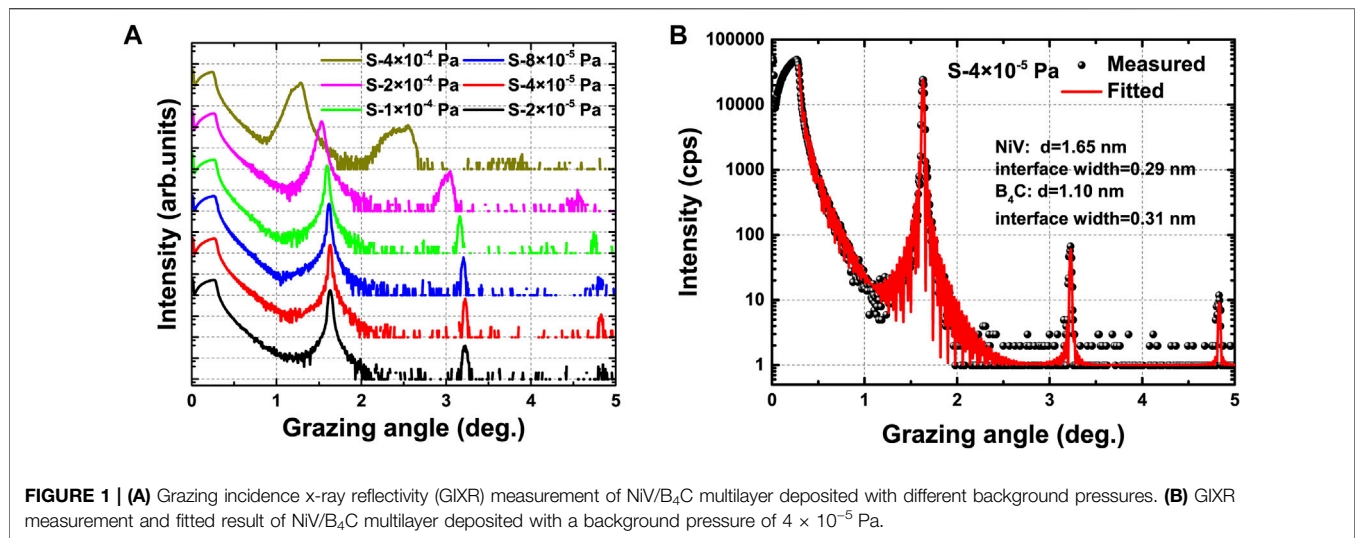 A
S-4×10⁻⁴ Pa
S-8×10⁻⁵ Pa
S-2×10⁻⁴ Pa
S-4×10⁻⁵ Pa
S-1×10⁻⁴ Pa
S-2×10⁻⁵ Pa
Intensity (arb.units)
0 1 2 3 4 5
Grazing angle (deg.)
B
100000
10000
1000
100
10
1
Intensity (cps)
S-4×10⁻⁵ Pa
Measured
Fitted
NiV: d=1.65 nm
interface width=0.29 nm
B₄C: d=1.10 nm
interface width=0.31 nm
0 1 2 3 4 5
Grazing angle (deg.)
FIGURE 1 | (A) Grazing incidence x-ray reflectivity (GIXR) measurement of NiV/B₄C multilayer deposited with different background pressures. (B) GIXR
measurement and fitted result of NiV/B₄C multilayer deposited with a background pressure of 4 × 10⁻⁵ Pa.